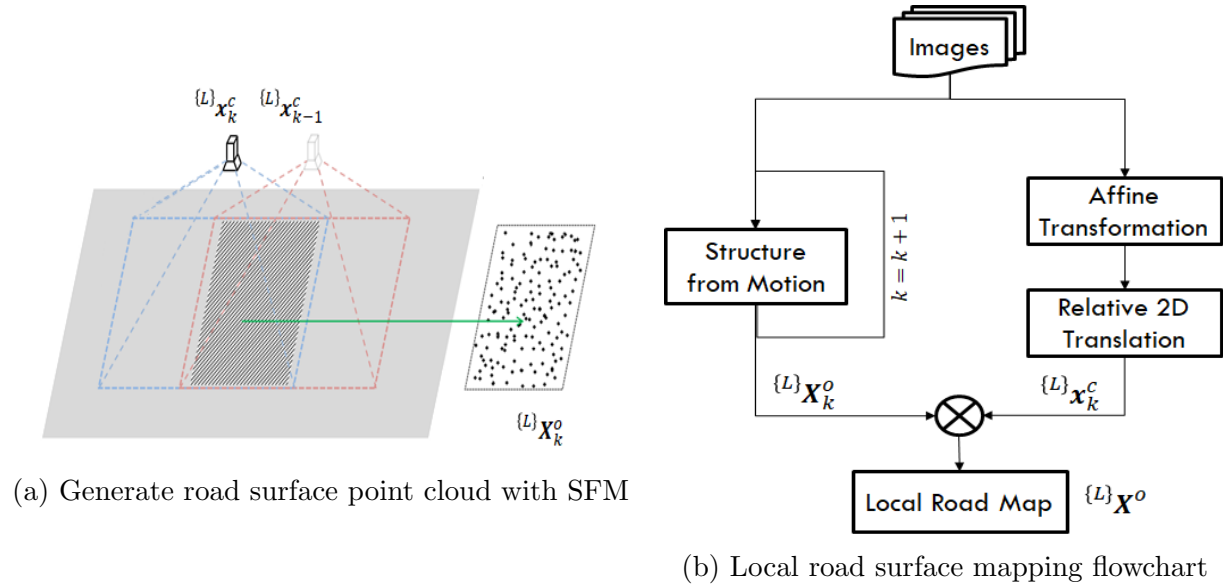 {L}x_k^c {L}x_{k-1}^c
{L}X_k^o
(a) Generate road surface point cloud with SFM
Images
Structure
from Motion
k = k + 1
Affine
Transformation
Relative 2D
Translation
{L}X_k^o
{L}x_k^c
Local Road Map
{L}X^o
(b) Local road surface mapping flowchart